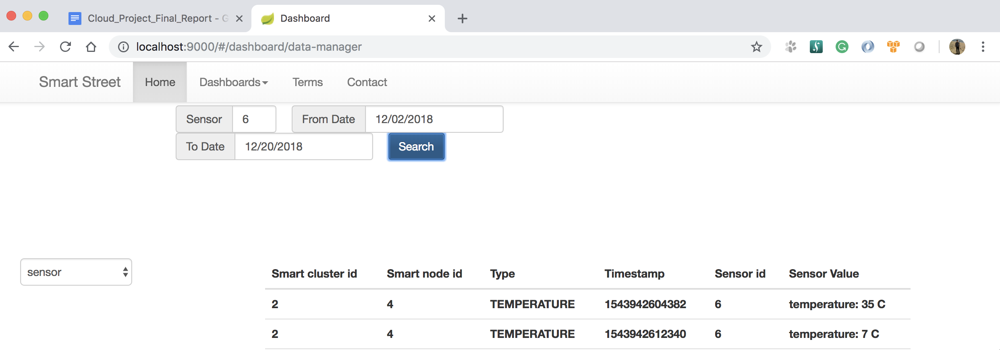 Cloud_Project_Final_Report - G
Dashboard
localhost:9000/#/dashboard/data-manager
Smart Street Home Dashboards Terms Contact
Sensor 6 From Date 12/02/2018
To Date 12/20/2018 Search
sensor
Smart cluster id Smart node id Type Timestamp Sensor id Sensor Value
2 4 TEMPERATURE 1543942604382 6 temperature: 35 C
2 4 TEMPERATURE 1543942612340 6 temperature: 7 C